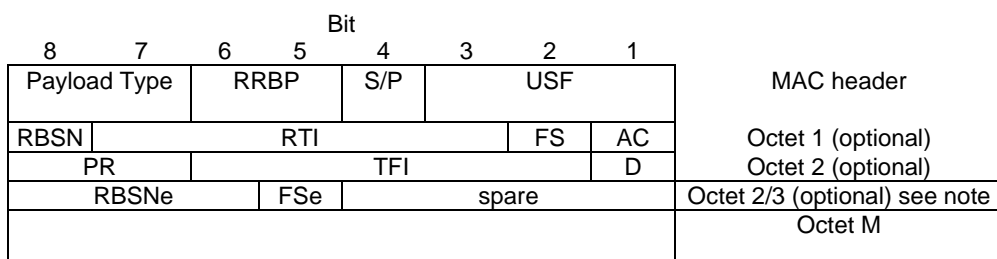 Bit
8 7 6 5 4 3 2 1
Payload Type RRBP S/P USF MAC header
RBSN RTI FS AC Octet 1 (optional)
PR TFI D Octet 2 (optional)
RBSNe FSe spare Octet 2/3 (optional) see note
Octet M